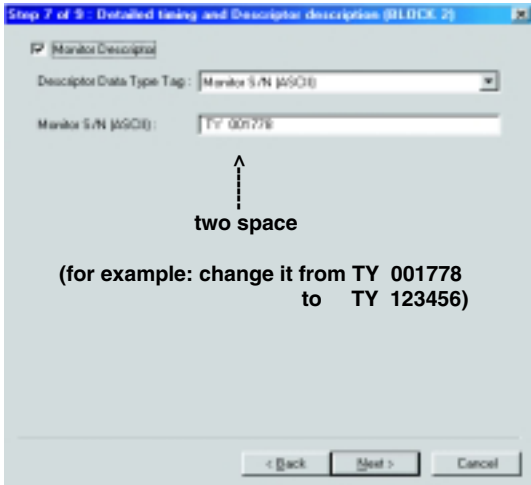 Step 7 of 9 : Detailed timing and Descriptor description (BLOCK 2)
Monitor Descriptor
Descriptor Data Type Tag : Monitor S/N (ASCII)
Monitor S/N (ASCII) : TY  001778
two space
(for example: change it from TY  001778
to TY  123456)
< Back Next > Cancel